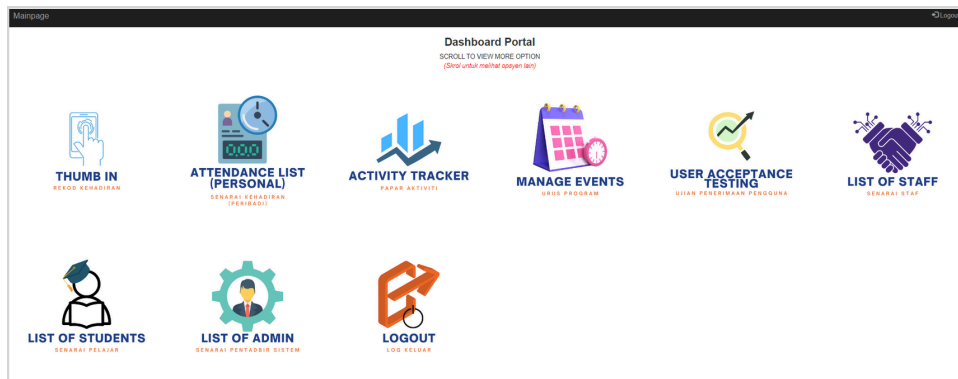 Mainpage
Logout
Dashboard Portal
SCROLL TO VIEW MORE OPTION
(Skrol untuk melihat opsyen lain)
THUMB IN
REKOD KEHADIRAN
ATTENDANCE LIST
(PERSONAL)
SENARAI KEHADIRAN
(PERIBADI)
ACTIVITY TRACKER
PAPAR AKTIVITI
MANAGE EVENTS
URUS PROGRAM
USER ACCEPTANCE
TESTING
UJIAN PENERIMAAN PENGGUNA
LIST OF STAFF
SENARAI STAF
LIST OF STUDENTS
SENARAI PELAJAR
LIST OF ADMIN
SENARAI PENTADBIR SISTEM
LOGOUT
LOG KELUAR